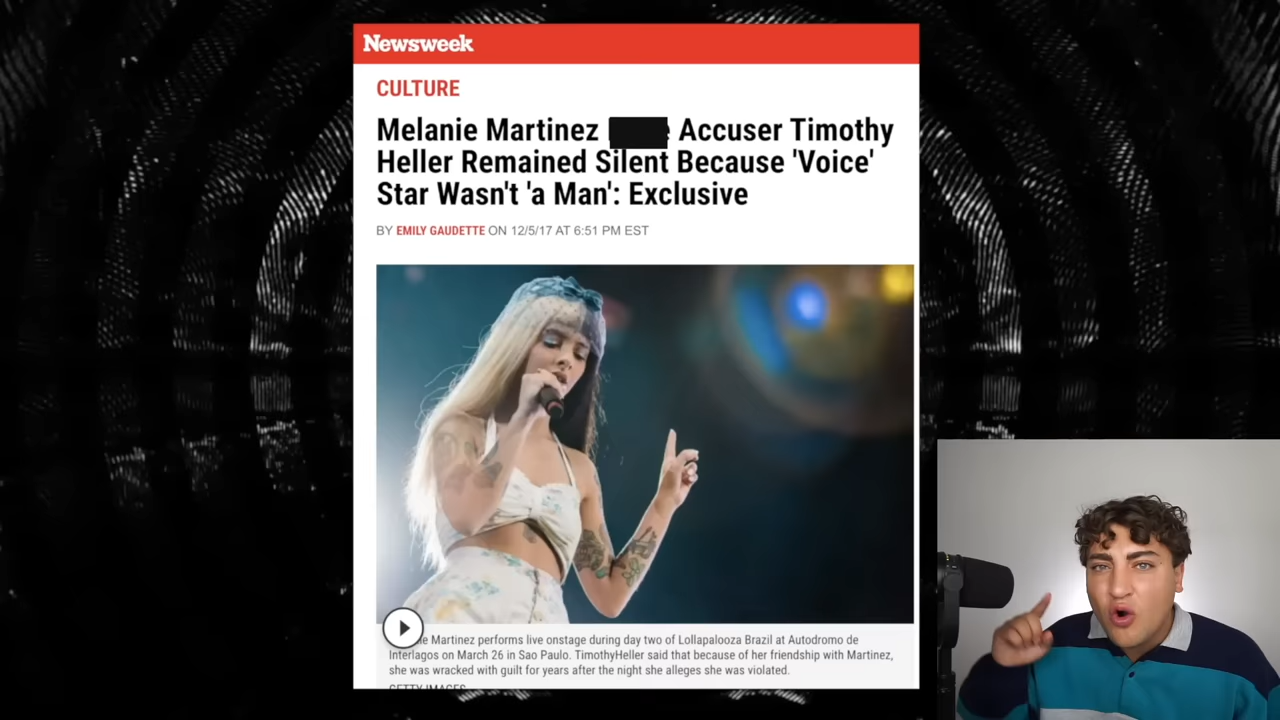 Newsweek
CULTURE
Melanie Martinez Accuser Timothy
Heller Remained Silent Because 'Voice'
Star Wasn't 'a Man': Exclusive
BY EMILY GAUDETTE ON 12/5/17 AT 6:51 PM EST
Martinez performs live onstage during day two of Lollapalooza Brazil at Autodromo de
Interlagos on March 26 in Sao Paulo. TimothyHeller said that because of her friendship with Martinez,
she was wracked with guilt for years after the night she alleges she was violated.
GETTY IMAGES